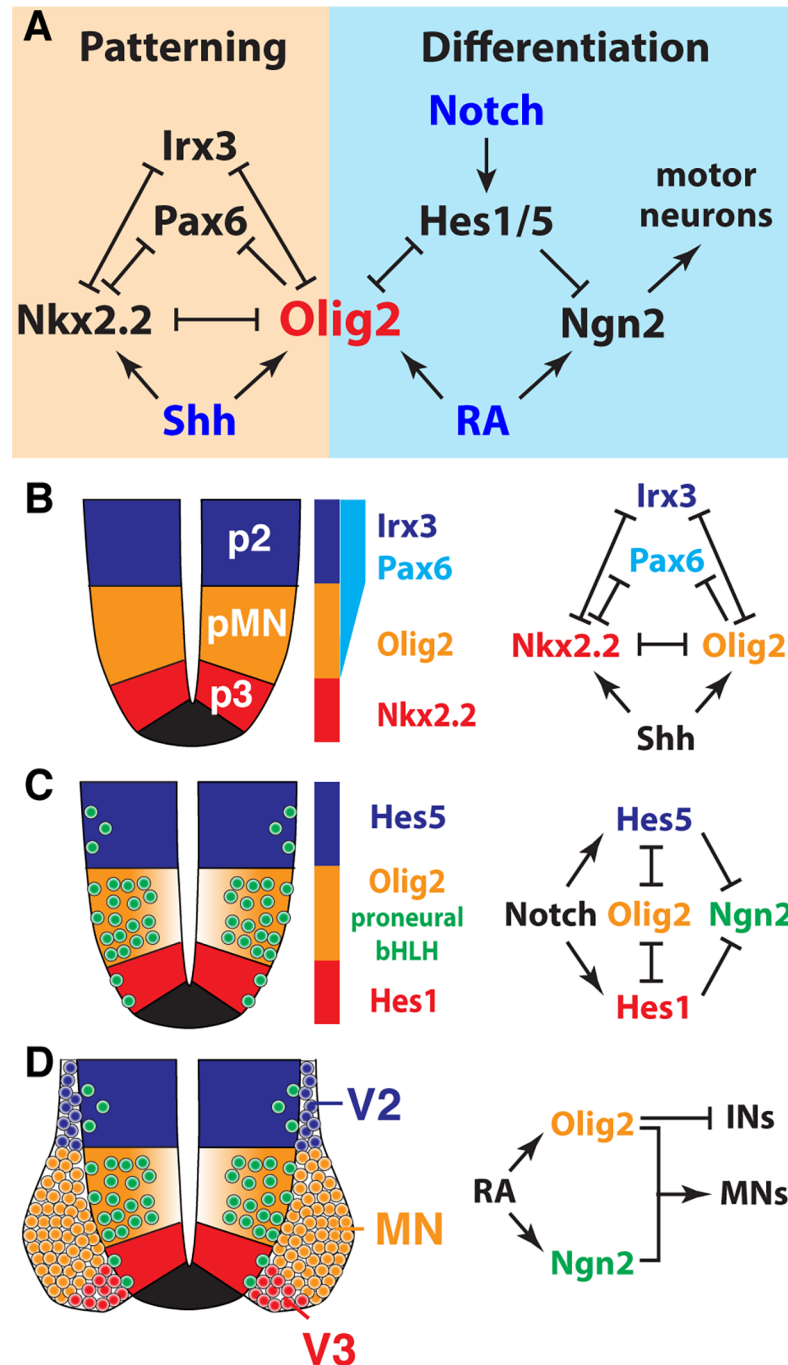 A
Patterning
Differentiation
Notch
Irx3
motor
neurons
Pax6
Hes1/5
Nkx2.2
Olig2
Ngn2
Shh
RA
B
p2
pMN
p3
Irx3
Pax6
Olig2
Nkx2.2
Irx3
Pax6
Nkx2.2
Olig2
Shh
C
Hes5
Olig2
proneural
bHLH
Hes1
Hes5
Notch
Olig2
Ngn2
Hes1
D
V2
MN
V3
Olig2
INs
RA
MNs
Ngn2